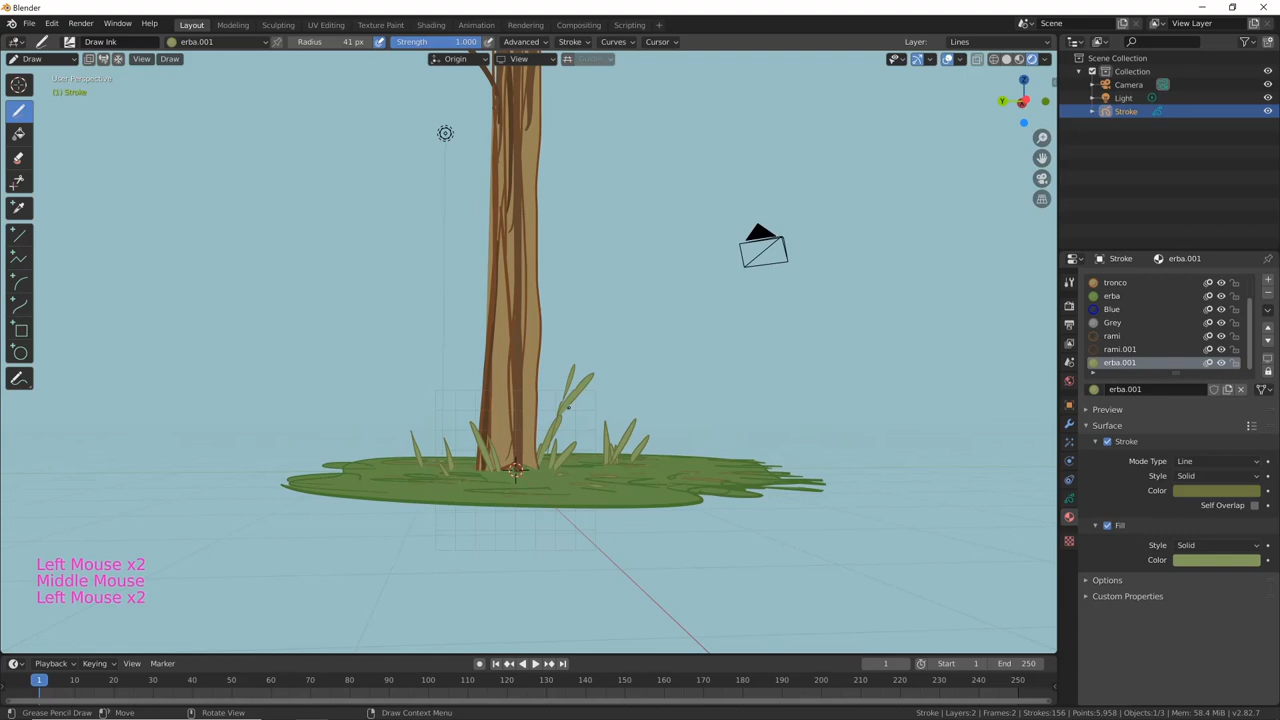 Blender
File Edit Render Window Help Layout Modeling Sculpting UV Editing Texture Paint Shading Animation Rendering Compositing Scripting + Scene View Layer
Draw Ink erba.001 Radius 41 px Strength 1.000 Advanced Stroke Curves Cursor Layer: Lines
Draw View Draw Origin View
User Perspective
(1) Stroke
Z
Y
Scene Collection
Collection
Camera
Light
Stroke
Stroke erba.001
tronco
erba
Blue
Grey
rami
rami.001
erba.001
erba.001
Preview
Surface
Stroke
Mode Type Line
Style Solid
Color
Self Overlap
Fill
Style Solid
Color
Options
Custom Properties
Left Mouse x2
Middle Mouse
Left Mouse x2
Playback Keying View Marker 1 Start 1 End 250
1 10 20 30 40 50 60 70 80 90 100 110 120 130 140 150 160 170 180 190 200 210 220 230 240 250
Grease Pencil Draw Move Rotate View Draw Context Menu Stroke | Layers:2 | Frames:2 | Strokes:156 | Points:5,958 | Objects:1/3 | Mem: 58.4 MiB | v2.82.7